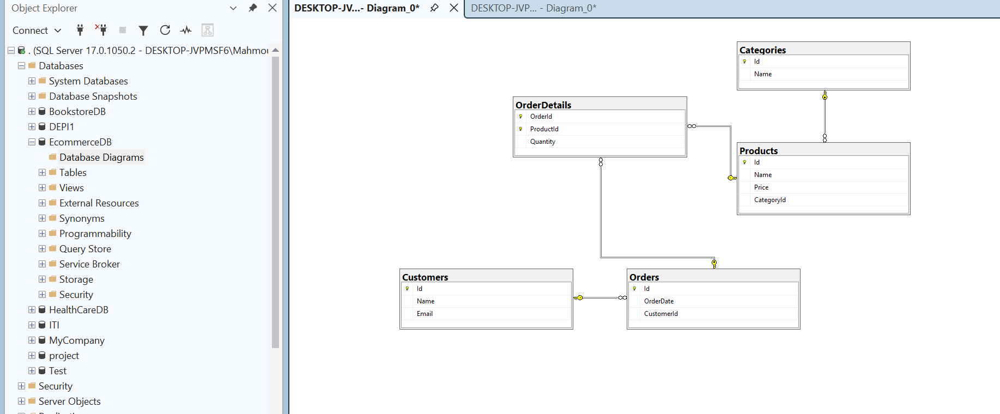 Object Explorer
Connect
. (SQL Server 17.0.1050.2 - DESKTOP-JVPMSF6\Mahmou
Databases
System Databases
Database Snapshots
BookstoreDB
DEPI1
EcommerceDB
Database Diagrams
Tables
Views
External Resources
Synonyms
Programmability
Query Store
Service Broker
Storage
Security
HealthCareDB
ITI
MyCompany
project
Test
Security
Server Objects
DESKTOP-JV...- Diagram_0*
DESKTOP-JVP... - Diagram_0*
Categories
Id
Name
OrderDetails
OrderId
ProductId
Quantity
Products
Id
Name
Price
CategoryId
Customers
Id
Name
Email
Orders
Id
OrderDate
CustomerId